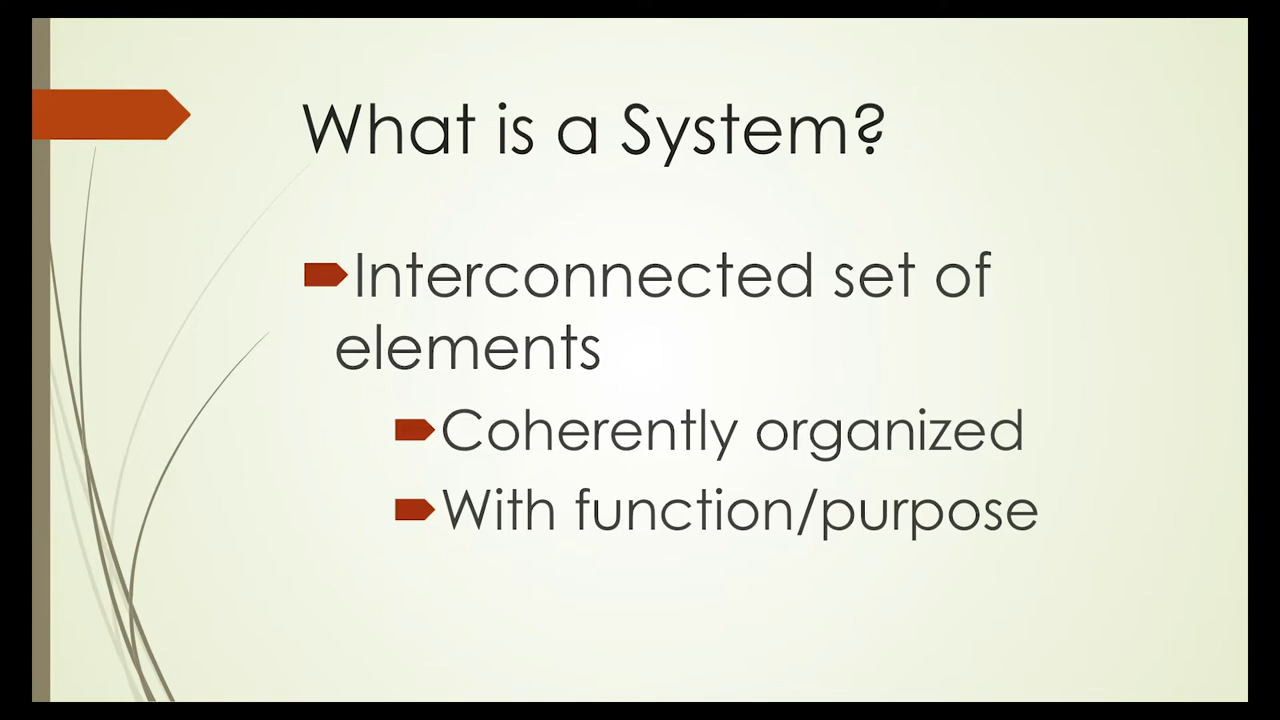 What is a System?
Interconnected set of
elements
Coherently organized
With function/purpose